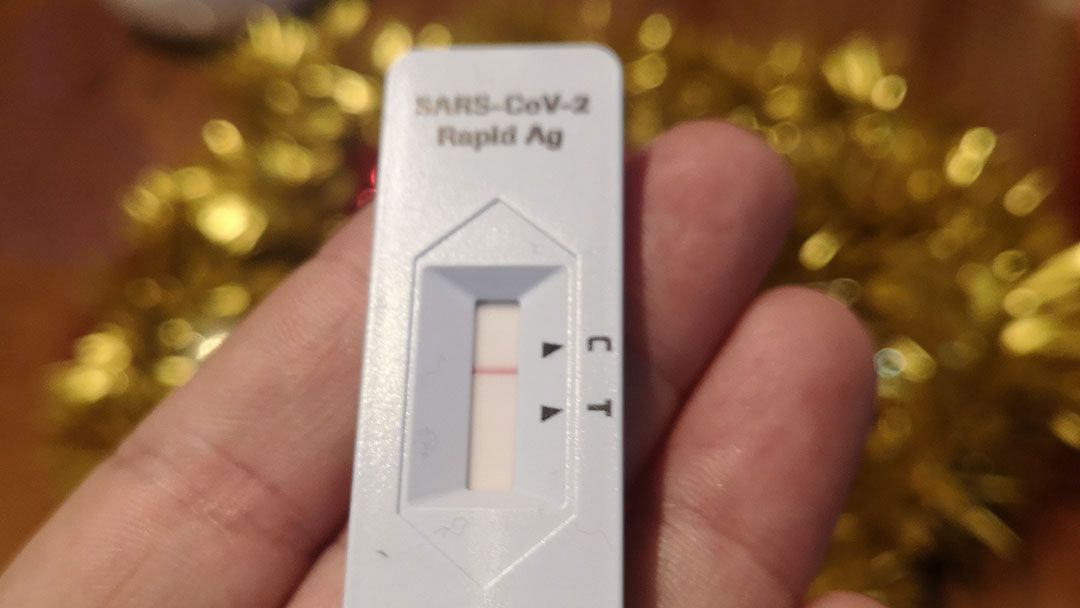 SARS-CoV-2
Rapid Ag
C
T